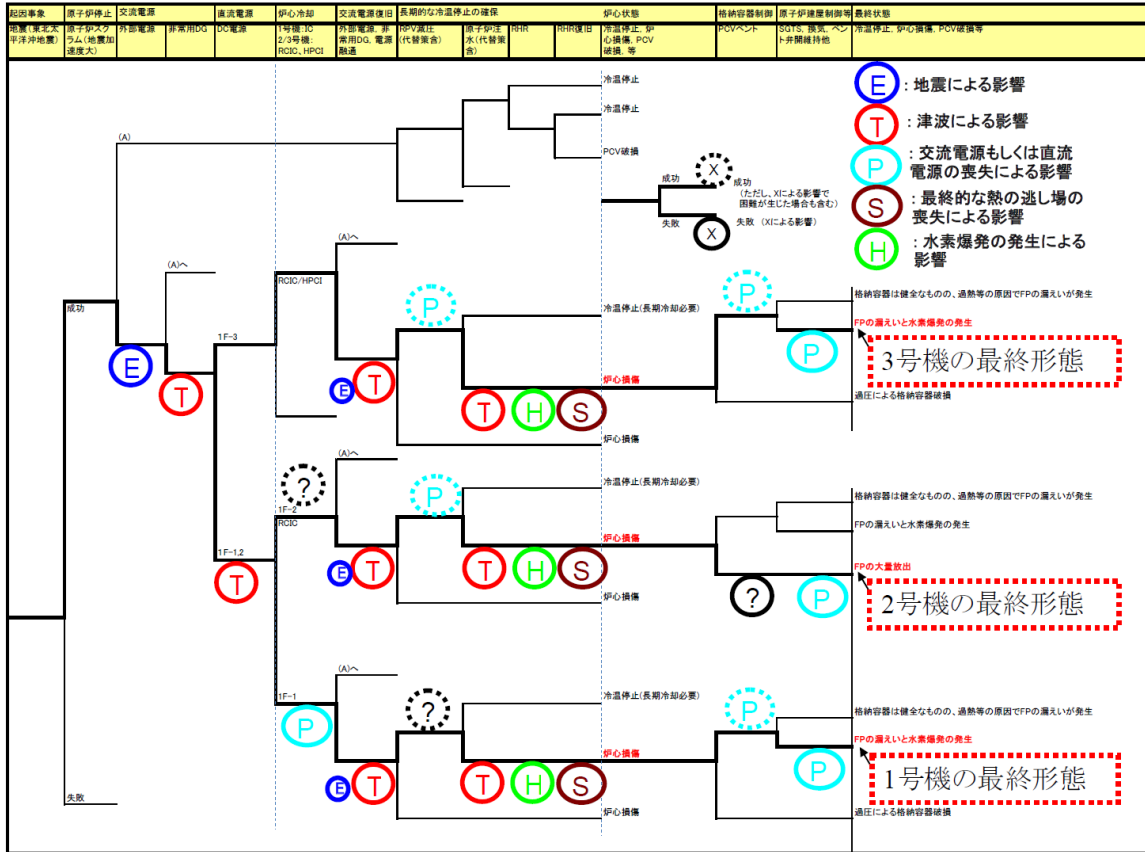 起因事象 原子炉停止 交流電源 直流電源 炉心冷却 交流電源復旧 長期的な冷温停止の確保 炉心状態 格納容器制御 原子炉建屋制御等 最終状態
地震(東北太平洋沖地震) 原子炉スクラム(地震加速度大) 外部電源 非常用DG DC電源 1号機:IC 2/3号機:RCIC、HPCI 外部電源, 非常用DG, 電源融通 RPV減圧(代替策含) 原子炉注水(代替策含) RHR RHR復旧 冷温停止, 炉心損傷, PCV破損, 等 PCVベント SGTS, 換気, ベント弁開維持他 冷温停止, 炉心損傷, PCV破損等
冷温停止
E :地震による影響
冷温停止
T :津波による影響
(A)
PCV破損
P :交流電源もしくは直流電源の喪失による影響
X
成功
成功
(ただし、Xによる影響で困難が生じた場合も含む)
S :最終的な熱の逃し場の喪失による影響
失敗
失敗 (Xによる影響)
X
H :水素爆発の発生による影響
(A)へ
(A)へ
RCIC/HPCI
P
P
格納容器は健全なものの、過熱等の原因でFPの漏えいが発生
成功
冷温停止(長期冷却必要)
FPの漏えいと水素爆発の発生
1F-3
E
T
E
T
P
3号機の最終形態
炉心損傷
T
H
S
過圧による格納容器破損
炉心損傷
(A)へ
?
P
冷温停止(長期冷却必要)
格納容器は健全なものの、過熱等の原因でFPの漏えいが発生
1F-2
RCIC
FPの漏えいと水素爆発の発生
炉心損傷
1F-1,2
T
E
T
T
H
S
FPの大量放出
?
P
2号機の最終形態
炉心損傷
(A)へ
1F-1
冷温停止(長期冷却必要)
P
?
P
格納容器は健全なものの、過熱等の原因でFPの漏えいが発生
FPの漏えいと水素爆発の発生
炉心損傷
E
T
T
H
S
P
1号機の最終形態
失敗
炉心損傷
過圧による格納容器破損